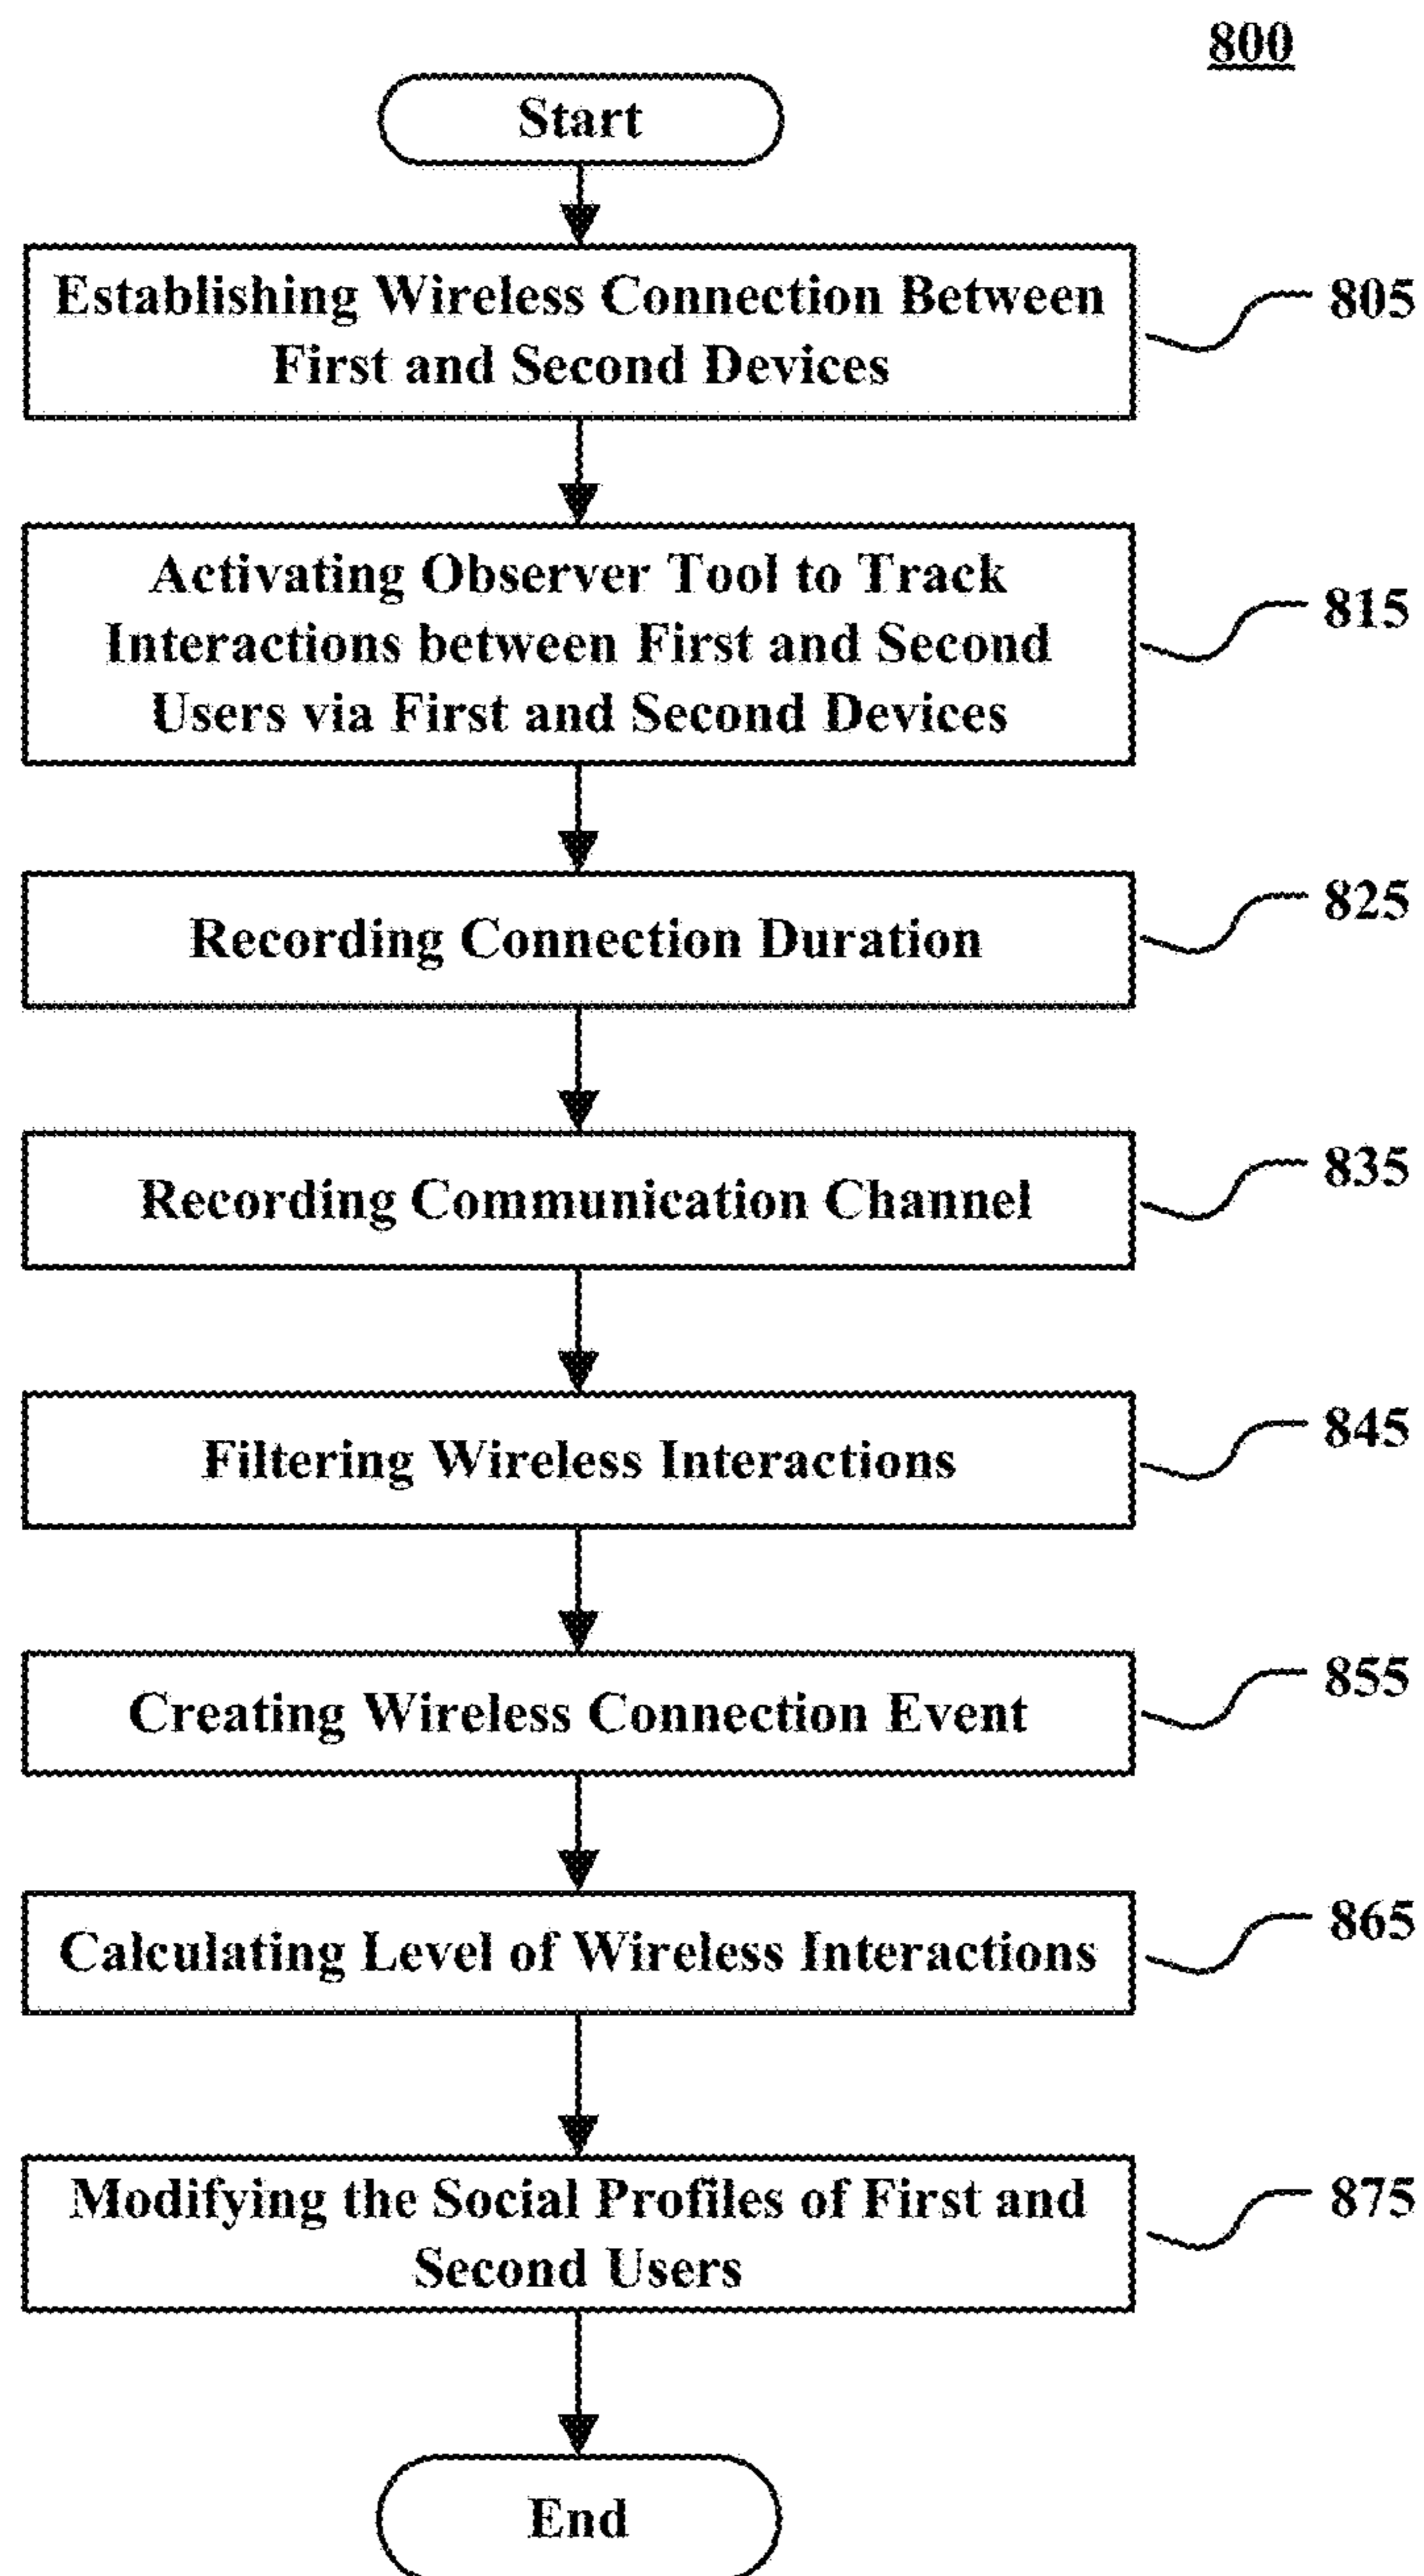 800
Start
Establishing Wireless Connection Between
First and Second Devices
805
Activating Observer Tool to Track
Interactions between First and Second
Users via First and Second Devices
815
Recording Connection Duration
825
Recording Communication Channel
835
Filtering Wireless Interactions
845
Creating Wireless Connection Event
855
Calculating Level of Wireless Interactions
865
Modifying the Social Profiles of First and
Second Users
875
End